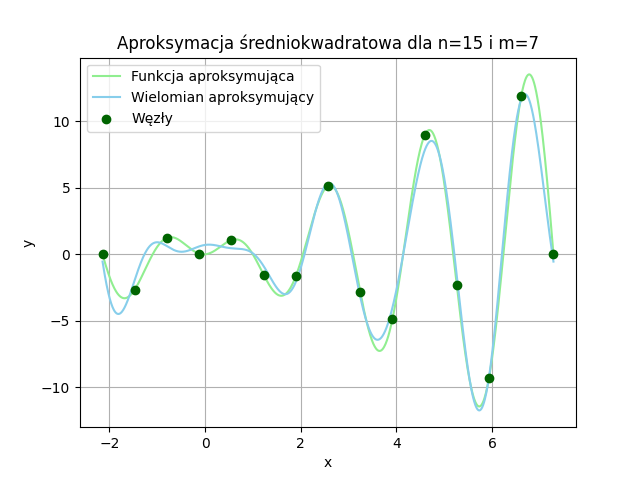 Aproksymacja średniokwadratowa dla n=15 i m=7
Funkcja aproksymująca
Wielomian aproksymujący
Węzły
y
10
5
0
−5
−10
−2 0 2 4 6
x